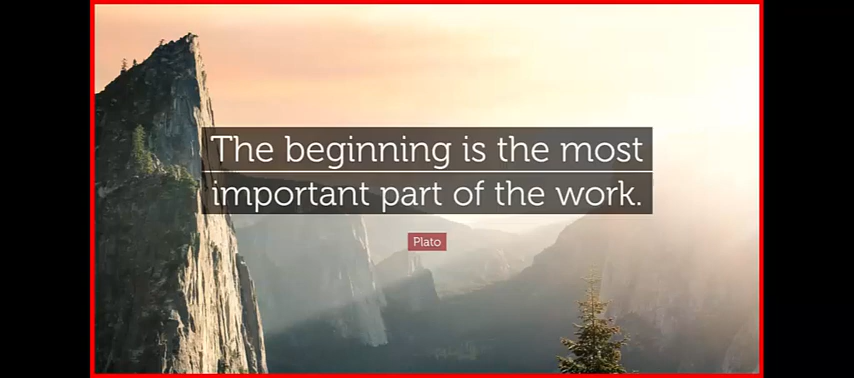 The beginning is the most
important part of the work.
Plato